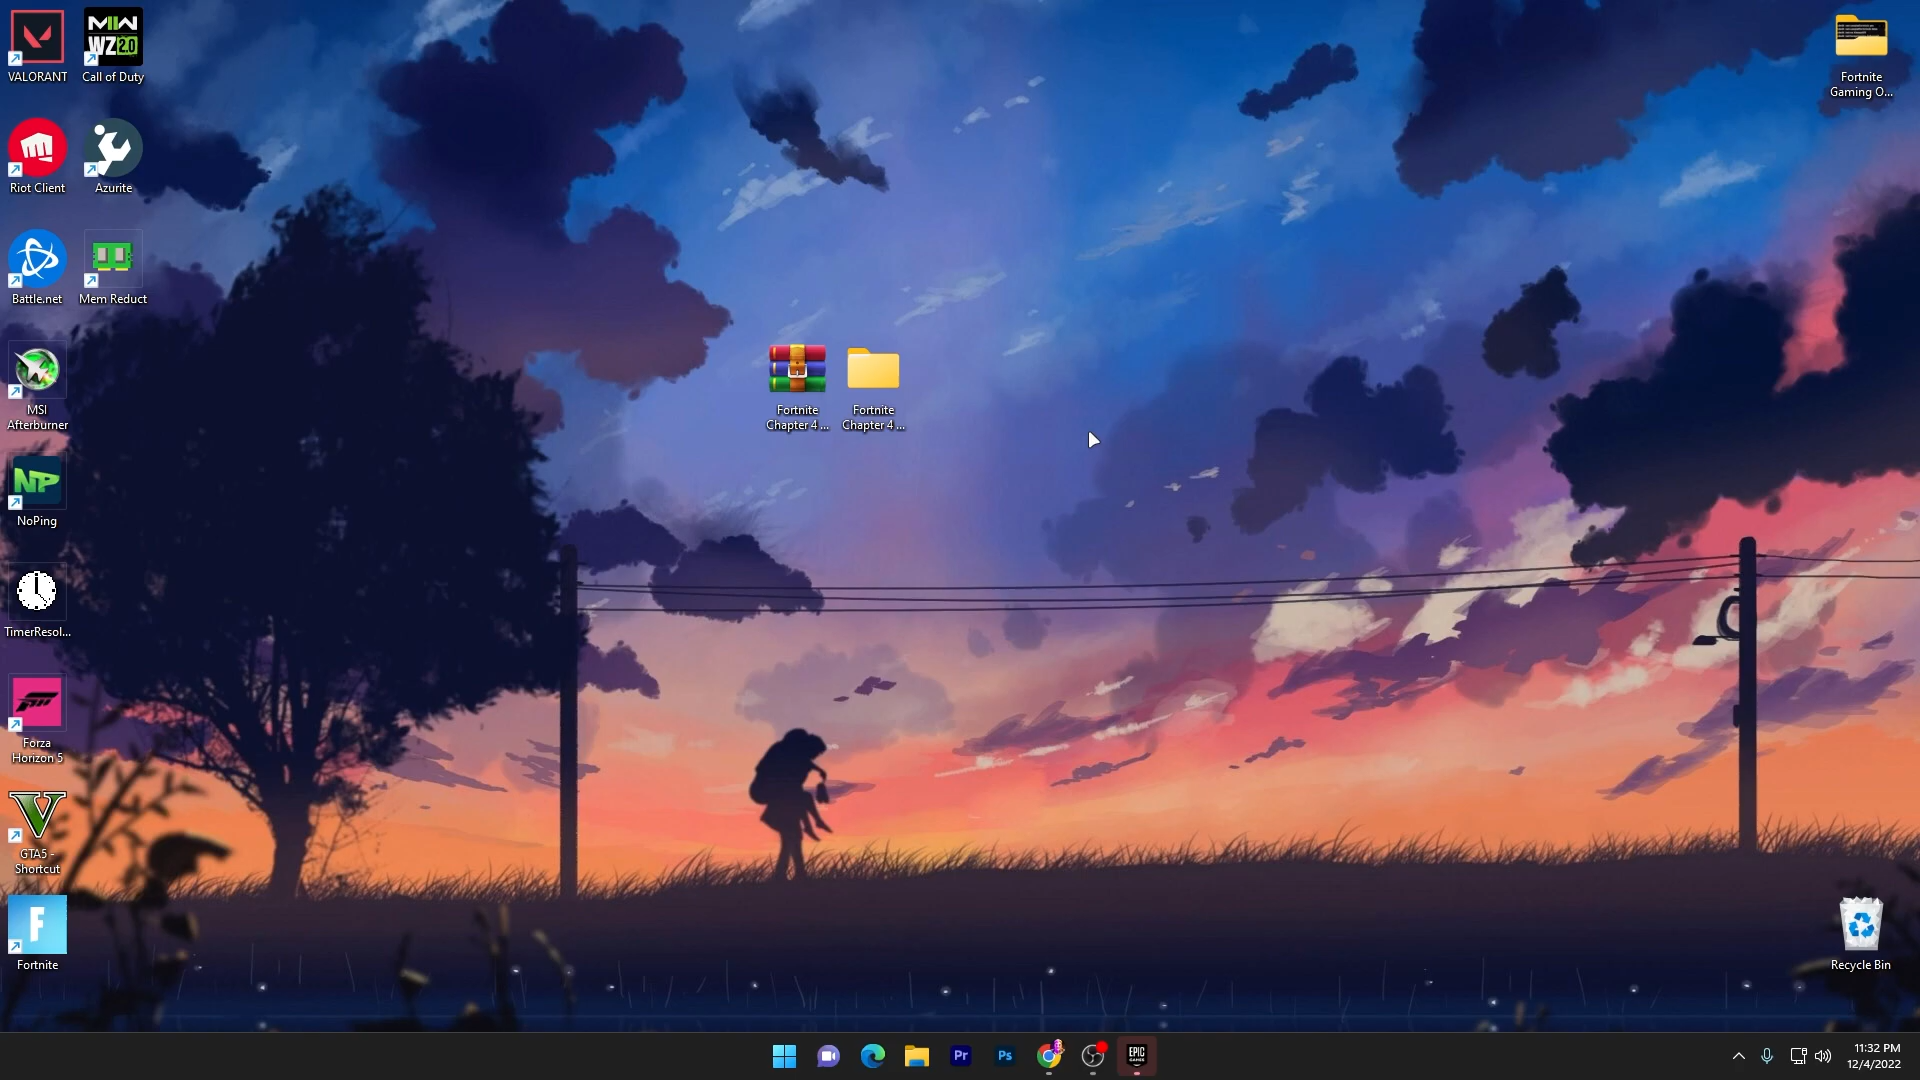 VALORANT
MW
WZ2.0
Call of Duty
Riot Client
Azurite
Battle.net
Mem Reduct
MSI
Afterburner
NP
NoPing
TimerResol...
Forza
Horizon 5
V
GTA5 -
Shortcut
F
Fortnite
Fortnite
Chapter 4 ...
Fortnite
Chapter 4 ...
Fortnite
Gaming O...
Recycle Bin
Pr
Ps
EPIC
GAMES
11:32 PM
12/4/2022